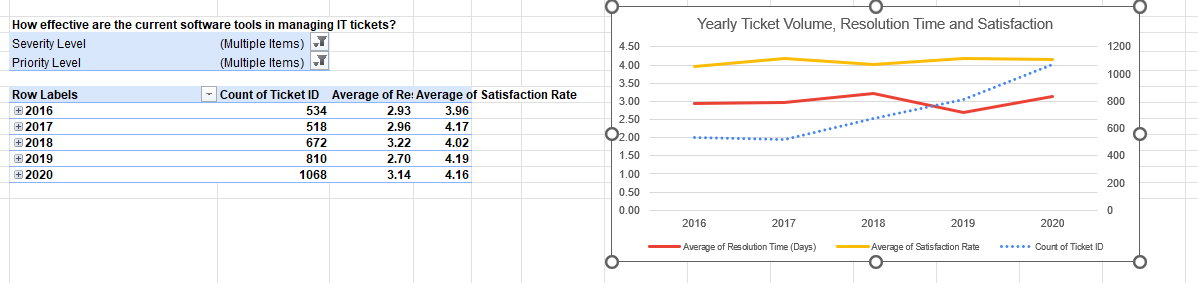 How effective are the current software tools in managing IT tickets?
Severity Level (Multiple Items)
Priority Level (Multiple Items)
Row Labels Count of Ticket ID Average of Re: Average of Satisfaction Rate
2016 534 2.93 3.96
2017 518 2.96 4.17
2018 672 3.22 4.02
2019 810 2.70 4.19
2020 1068 3.14 4.16
Yearly Ticket Volume, Resolution Time and Satisfaction
4.50 1200
4.00 1000
3.50
3.00 800
2.50 600
2.00
1.50 400
1.00 200
0.50
0.00 0
2016 2017 2018 2019 2020
Average of Resolution Time (Days) Average of Satisfaction Rate Count of Ticket ID